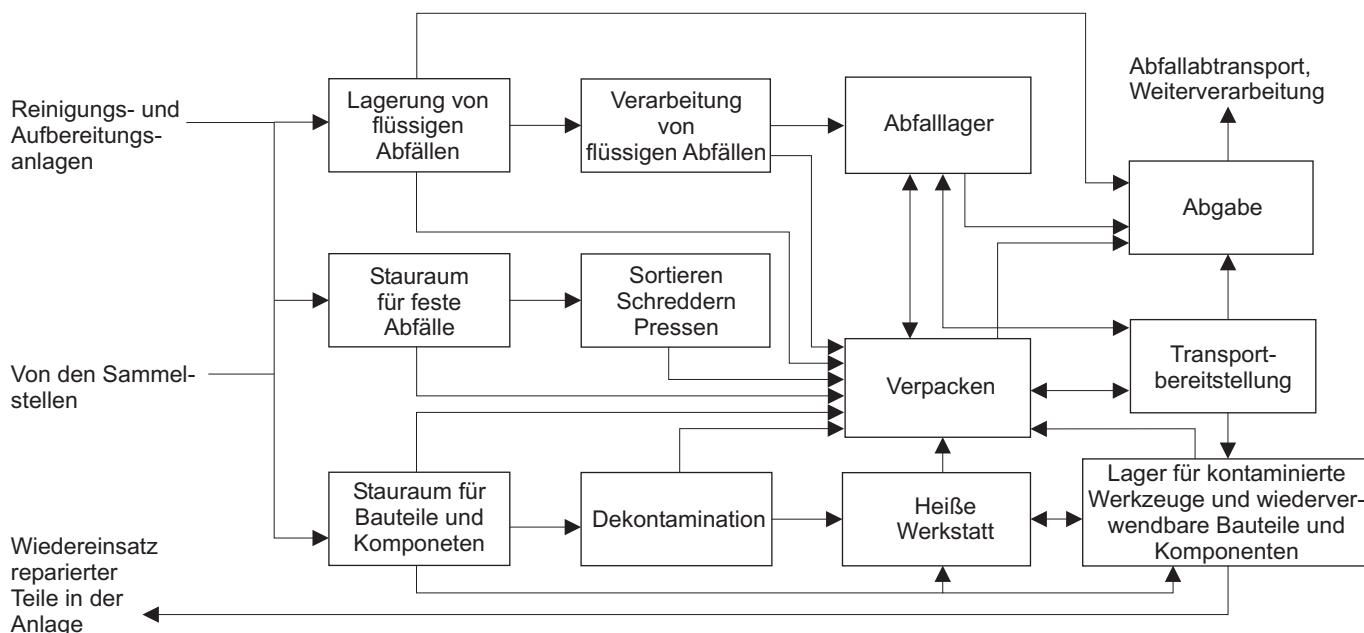 Abfallabtransport,
Weiterverarbeitung
Reinigungs- und
Aufbereitungs-
anlagen
Lagerung von
flüssigen
Abfällen
Verarbeitung
von
flüssigen Abfällen
Abfalllager
Abgabe
Stauraum
für feste
Abfälle
Sortieren
Schreddern
Pressen
Von den Sammel-
stellen
Verpacken
Transport-
bereitstellung
Stauraum für
Bauteile und
Komponeten
Dekontamination
Heiße
Werkstatt
Lager für kontaminierte
Werkzeuge und wiederver-
wendbare Bauteile und
Komponenten
Wiedereinsatz
reparierter
Teile in der
Anlage